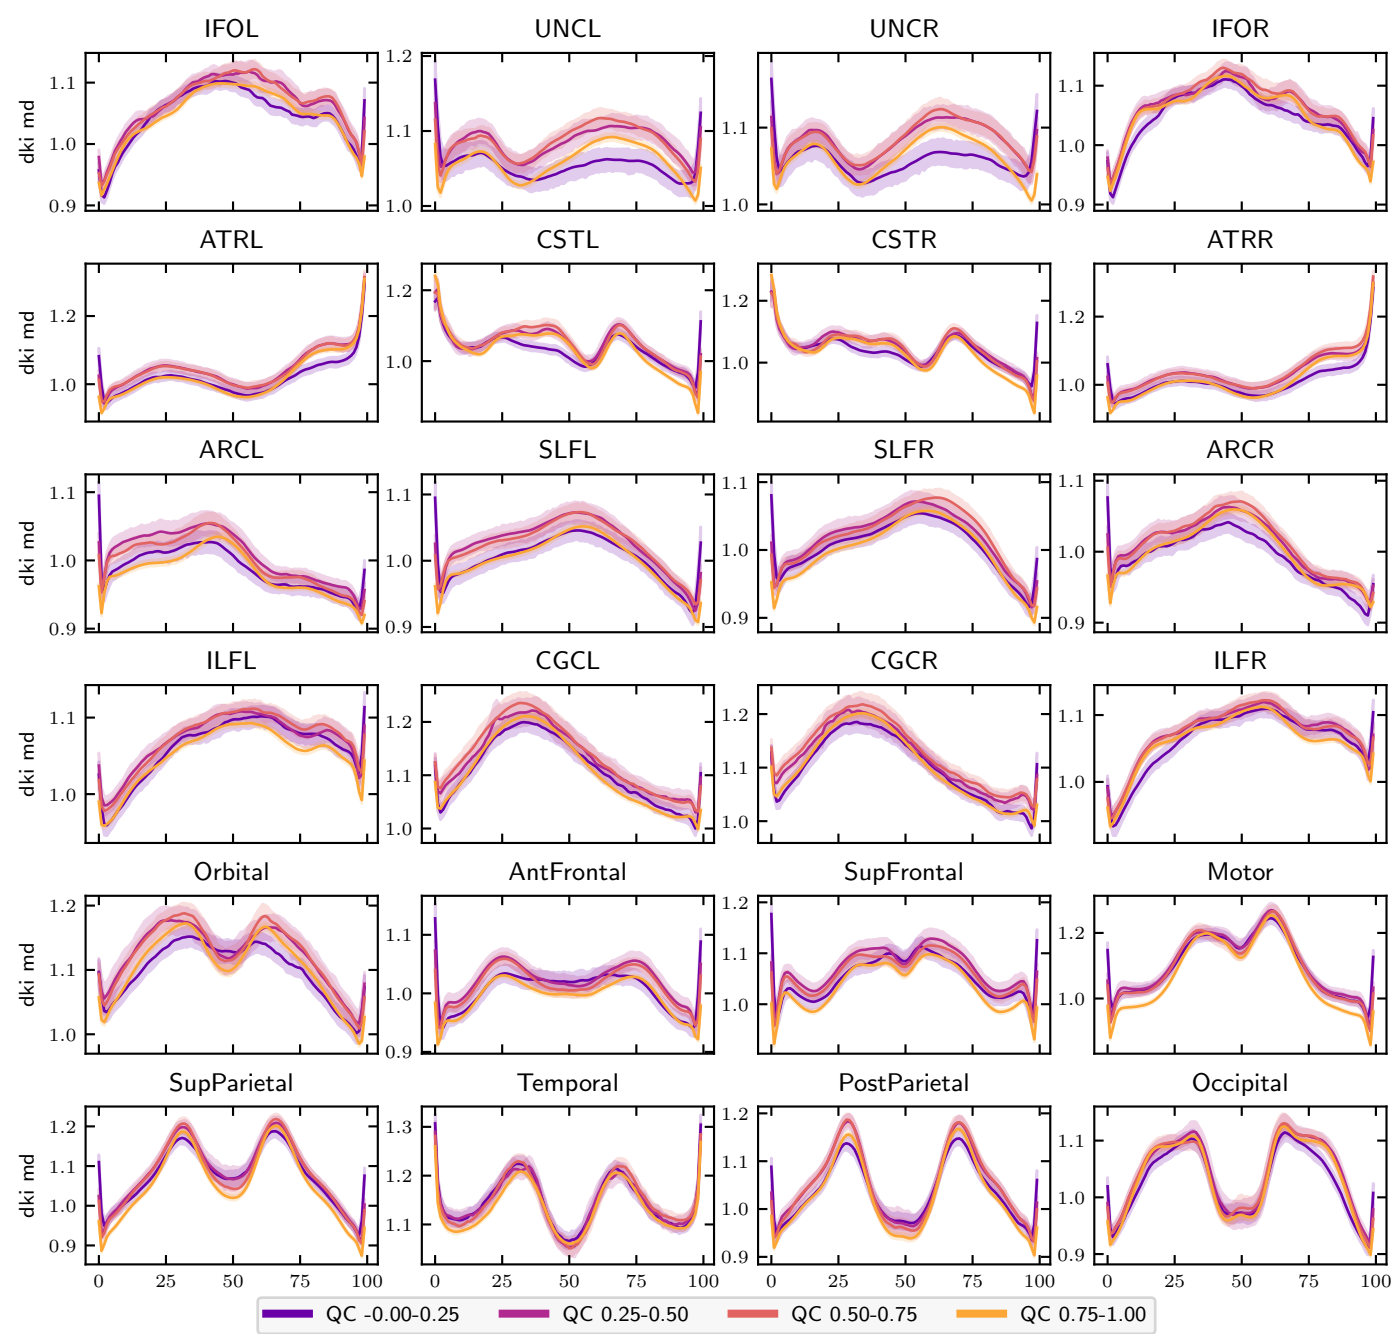 IFOL UNCL UNCR IFOR
dki md 0.9 1.0 1.1 1.0 1.1 1.2 1.0 1.1 0.9 1.0 1.1
ATRL CSTL CSTR ATRR
dki md 1.0 1.2 1.0 1.2 1.0 1.2 1.0 1.2
ARCL SLFL SLFR ARCR
dki md 0.9 1.0 1.1 0.9 1.0 1.1 0.9 1.0 1.1 0.9 1.0 1.1
ILFL CGCL CGCR ILFR
dki md 1.0 1.1 1.0 1.1 1.2 1.0 1.1 1.2 1.0 1.1
Orbital AntFrontal SupFrontal Motor
dki md 1.0 1.1 1.2 0.9 1.0 1.1 1.0 1.1 1.2 1.0 1.2
SupParietal Temporal PostParietal Occipital
dki md 0.9 1.0 1.1 1.2 1.1 1.2 1.3 0.9 1.0 1.1 1.2 0.9 1.0 1.1
0 25 50 75 100 0 25 50 75 100 0 25 50 75 100 0 25 50 75 100
QC -0.00-0.25 QC 0.25-0.50 QC 0.50-0.75 QC 0.75-1.00